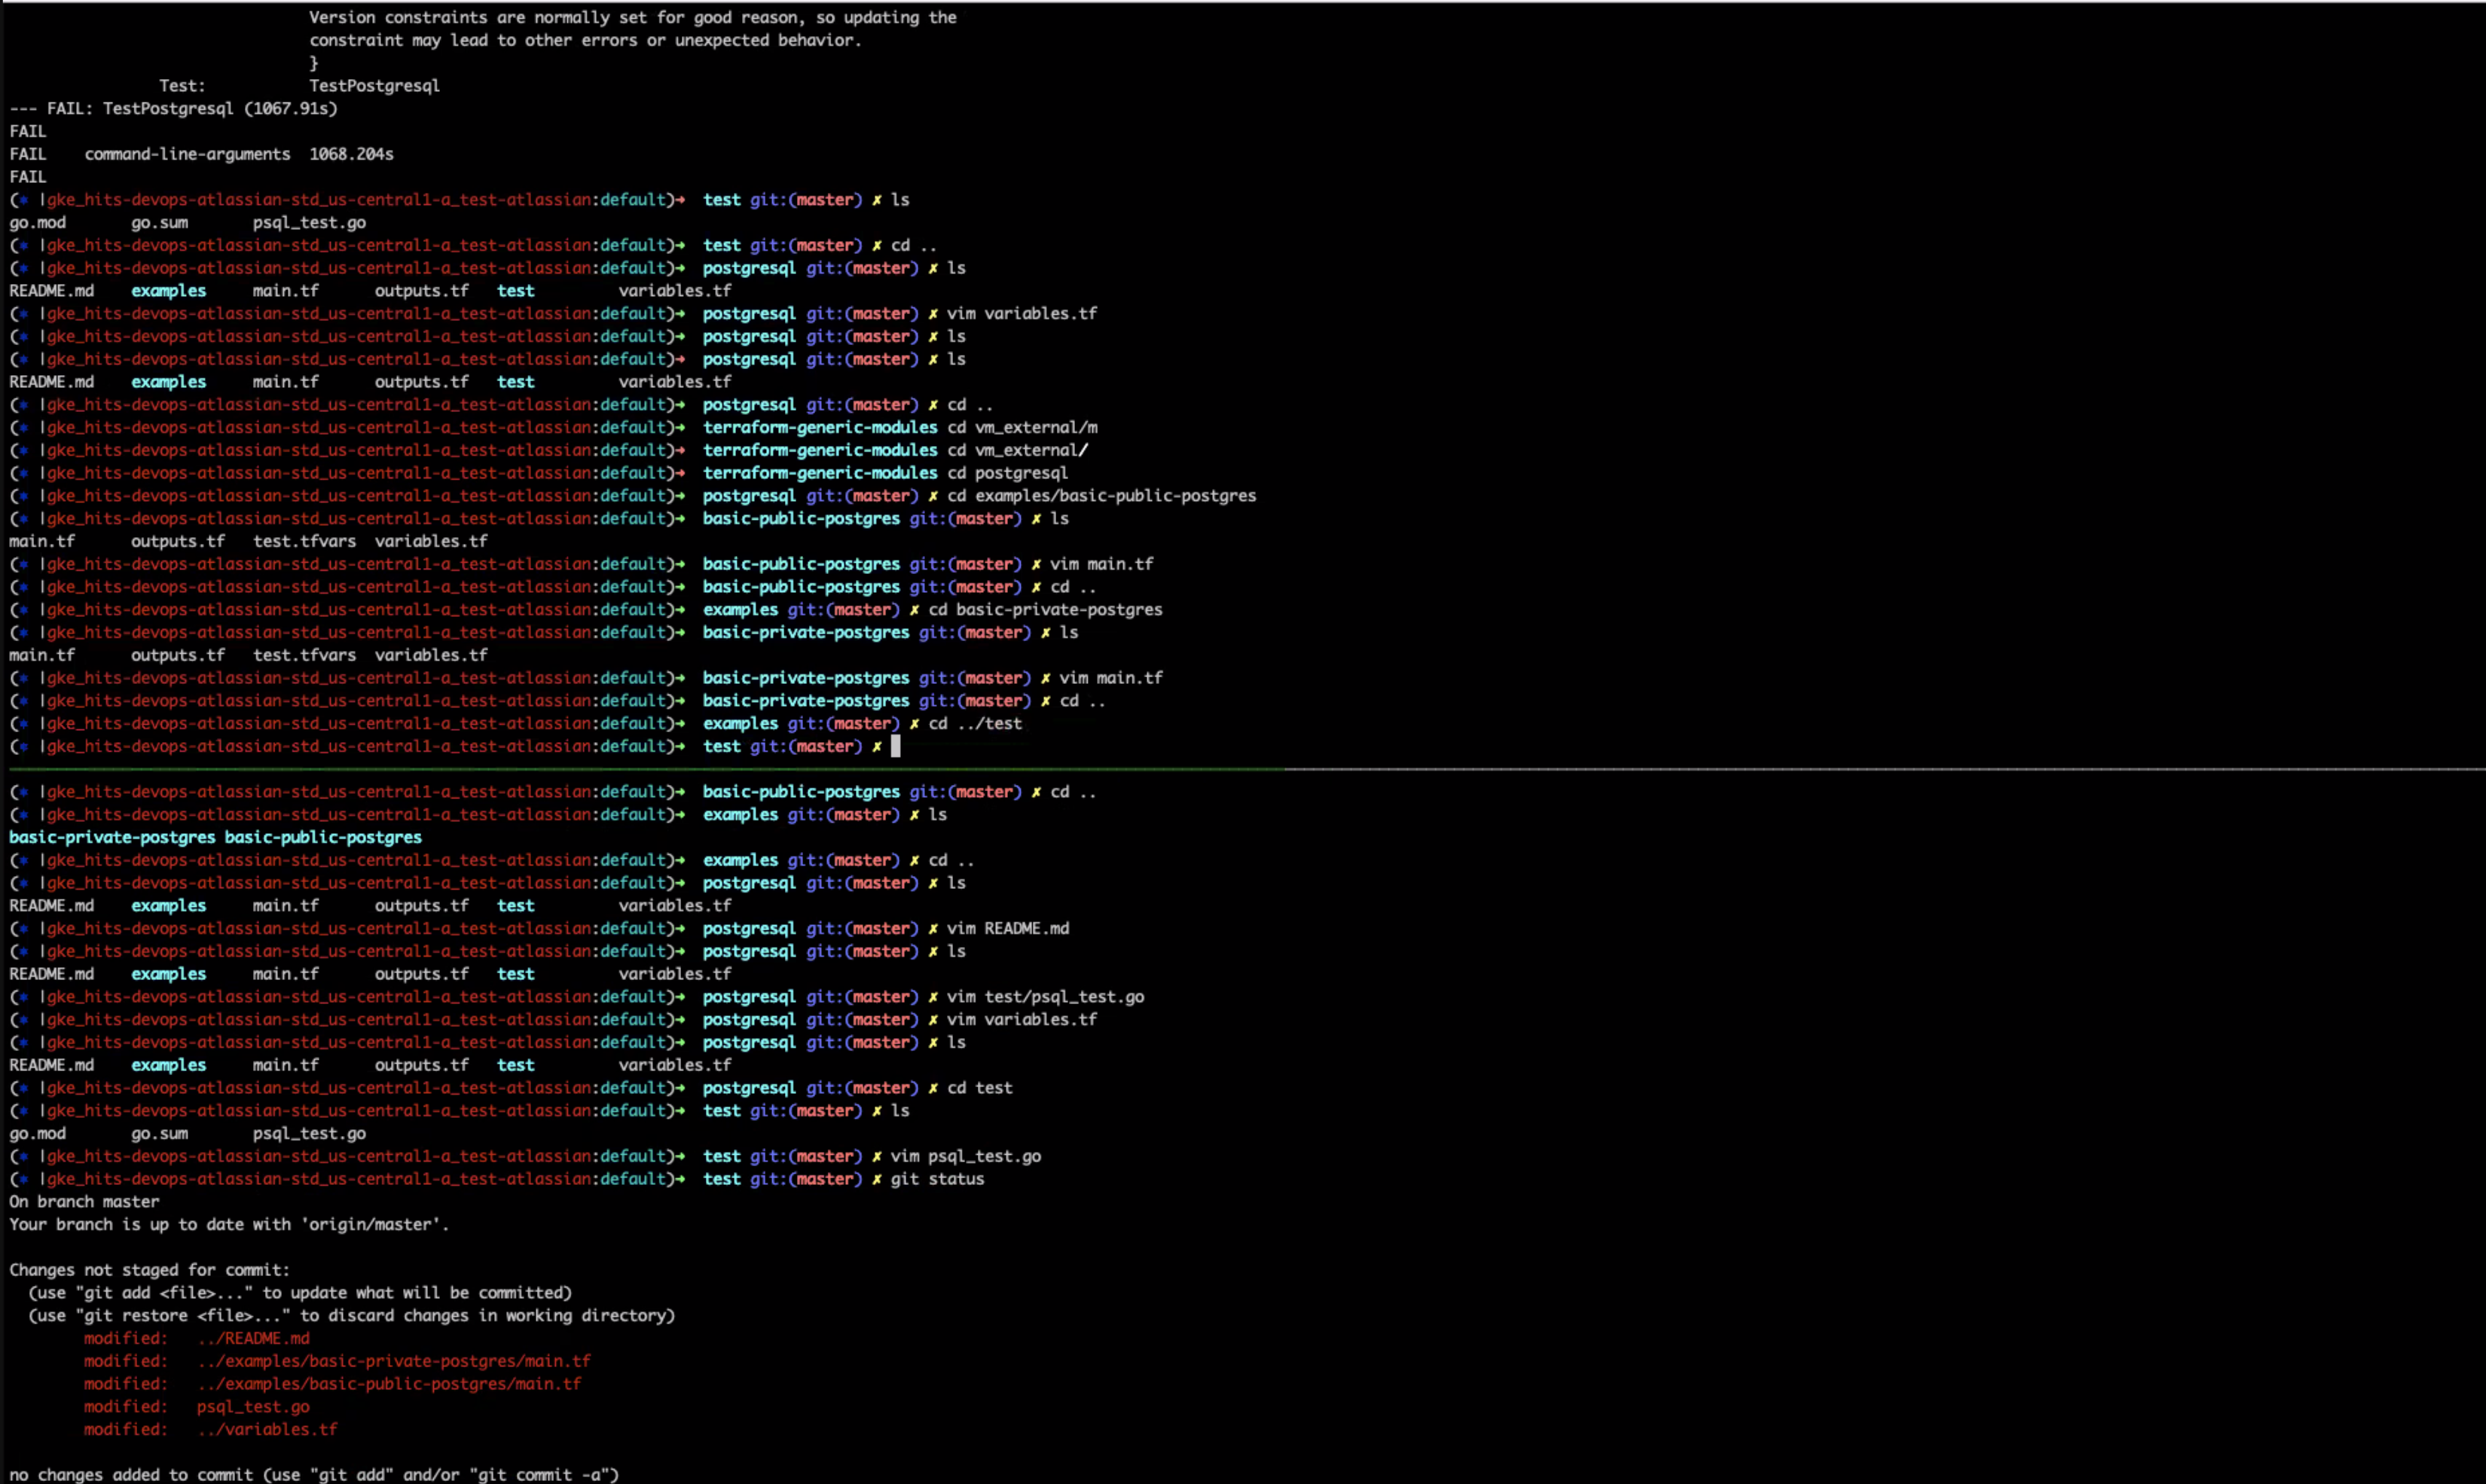 Version constraints are normally set for good reason, so updating the
constraint may lead to other errors or unexpected behavior.
}
Test: TestPostgresql
--- FAIL: TestPostgresql (1067.91s)
FAIL
FAIL command-line-arguments 1068.204s
FAIL
(* |gke_hits-devops-atlassian-std_us-central1-a_test-atlassian:default)→ test git:(master) ✗ ls
go.mod go.sum psql_test.go
(* |gke_hits-devops-atlassian-std_us-central1-a_test-atlassian:default)→ test git:(master) ✗ cd ..
(* |gke_hits-devops-atlassian-std_us-central1-a_test-atlassian:default)→ postgresql git:(master) ✗ ls
README.md examples main.tf outputs.tf test variables.tf
(* |gke_hits-devops-atlassian-std_us-central1-a_test-atlassian:default)→ postgresql git:(master) ✗ vim variables.tf
(* |gke_hits-devops-atlassian-std_us-central1-a_test-atlassian:default)→ postgresql git:(master) ✗ ls
(* |gke_hits-devops-atlassian-std_us-central1-a_test-atlassian:default)→ postgresql git:(master) ✗ ls
README.md examples main.tf outputs.tf test variables.tf
(* |gke_hits-devops-atlassian-std_us-central1-a_test-atlassian:default)→ postgresql git:(master) ✗ cd ..
(* |gke_hits-devops-atlassian-std_us-central1-a_test-atlassian:default)→ terraform-generic-modules cd vm_external/m
(* |gke_hits-devops-atlassian-std_us-central1-a_test-atlassian:default)→ terraform-generic-modules cd vm_external/
(* |gke_hits-devops-atlassian-std_us-central1-a_test-atlassian:default)→ terraform-generic-modules cd postgresql
(* |gke_hits-devops-atlassian-std_us-central1-a_test-atlassian:default)→ postgresql git:(master) ✗ cd examples/basic-public-postgres
(* |gke_hits-devops-atlassian-std_us-central1-a_test-atlassian:default)→ basic-public-postgres git:(master) ✗ ls
main.tf outputs.tf test.tfvars variables.tf
(* |gke_hits-devops-atlassian-std_us-central1-a_test-atlassian:default)→ basic-public-postgres git:(master) ✗ vim main.tf
(* |gke_hits-devops-atlassian-std_us-central1-a_test-atlassian:default)→ basic-public-postgres git:(master) ✗ cd ..
(* |gke_hits-devops-atlassian-std_us-central1-a_test-atlassian:default)→ examples git:(master) ✗ cd basic-private-postgres
(* |gke_hits-devops-atlassian-std_us-central1-a_test-atlassian:default)→ basic-private-postgres git:(master) ✗ ls
main.tf outputs.tf test.tfvars variables.tf
(* |gke_hits-devops-atlassian-std_us-central1-a_test-atlassian:default)→ basic-private-postgres git:(master) ✗ vim main.tf
(* |gke_hits-devops-atlassian-std_us-central1-a_test-atlassian:default)→ basic-private-postgres git:(master) ✗ cd ..
(* |gke_hits-devops-atlassian-std_us-central1-a_test-atlassian:default)→ examples git:(master) ✗ cd ../test
(* |gke_hits-devops-atlassian-std_us-central1-a_test-atlassian:default)→ test git:(master) ✗
(* |gke_hits-devops-atlassian-std_us-central1-a_test-atlassian:default)→ basic-public-postgres git:(master) ✗ cd ..
(* |gke_hits-devops-atlassian-std_us-central1-a_test-atlassian:default)→ examples git:(master) ✗ ls
basic-private-postgres basic-public-postgres
(* |gke_hits-devops-atlassian-std_us-central1-a_test-atlassian:default)→ examples git:(master) ✗ cd ..
(* |gke_hits-devops-atlassian-std_us-central1-a_test-atlassian:default)→ postgresql git:(master) ✗ ls
README.md examples main.tf outputs.tf test variables.tf
(* |gke_hits-devops-atlassian-std_us-central1-a_test-atlassian:default)→ postgresql git:(master) ✗ vim README.md
(* |gke_hits-devops-atlassian-std_us-central1-a_test-atlassian:default)→ postgresql git:(master) ✗ ls
README.md examples main.tf outputs.tf test variables.tf
(* |gke_hits-devops-atlassian-std_us-central1-a_test-atlassian:default)→ postgresql git:(master) ✗ vim test/psql_test.go
(* |gke_hits-devops-atlassian-std_us-central1-a_test-atlassian:default)→ postgresql git:(master) ✗ vim variables.tf
(* |gke_hits-devops-atlassian-std_us-central1-a_test-atlassian:default)→ postgresql git:(master) ✗ ls
README.md examples main.tf outputs.tf test variables.tf
(* |gke_hits-devops-atlassian-std_us-central1-a_test-atlassian:default)→ postgresql git:(master) ✗ cd test
(* |gke_hits-devops-atlassian-std_us-central1-a_test-atlassian:default)→ test git:(master) ✗ ls
go.mod go.sum psql_test.go
(* |gke_hits-devops-atlassian-std_us-central1-a_test-atlassian:default)→ test git:(master) ✗ vim psql_test.go
(* |gke_hits-devops-atlassian-std_us-central1-a_test-atlassian:default)→ test git:(master) ✗ git status
On branch master
Your branch is up to date with 'origin/master'.
Changes not staged for commit:
(use "git add <file>..." to update what will be committed)
(use "git restore <file>..." to discard changes in working directory)
modified: ../README.md
modified: ../examples/basic-private-postgres/main.tf
modified: ../examples/basic-public-postgres/main.tf
modified: psql_test.go
modified: ../variables.tf
no changes added to commit (use "git add" and/or "git commit -a")